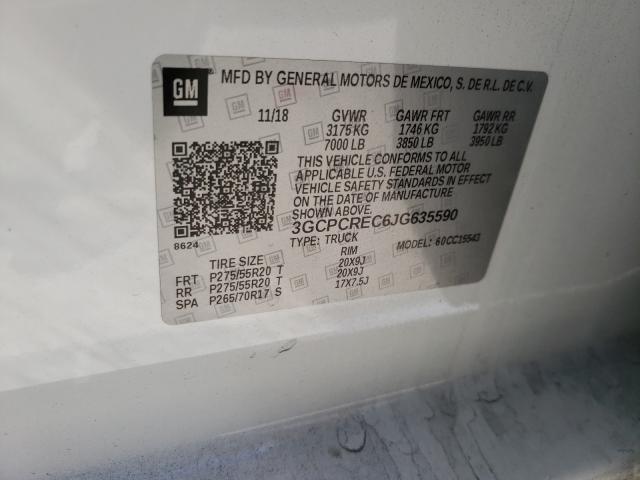 GM
MFD BY GENERAL MOTORS DE MEXICO, S. DE R.L. DE C.V.
11/18 GVWR GAWR FRT GAWR RR
3175 KG 1746 KG 1792 KG
7000 LB 3850 LB 3950 LB
THIS VEHICLE CONFORMS TO ALL
APPLICABLE U.S. FEDERAL MOTOR
VEHICLE SAFETY STANDARDS IN EFFECT
ON THE DATE OF MANUFACTURE
SHOWN ABOVE.
3GCPCREC6JG635590
TYPE: TRUCK MODEL: 60CC15543
8624
TIRE SIZE RIM
FRT P275/55R20 T 20X9J
RR P275/55R20 T 20X9J
SPA P265/70R17 S 17X7.5J